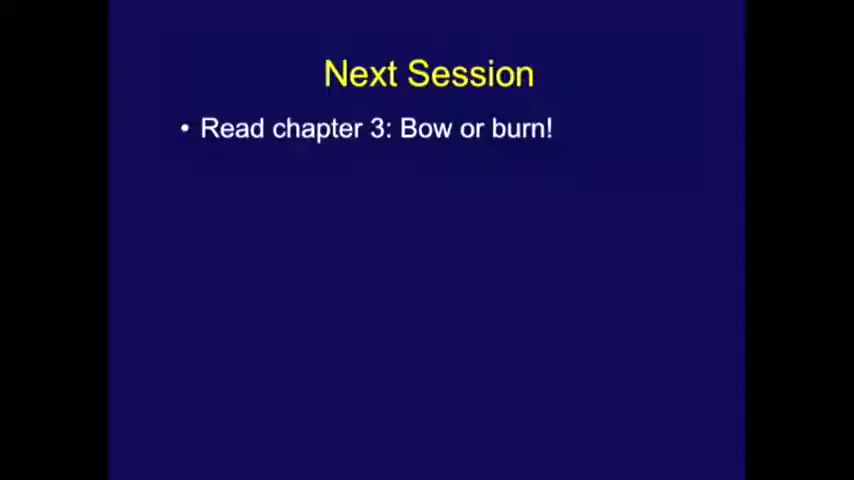 Next Session
• Read chapter 3: Bow or burn!